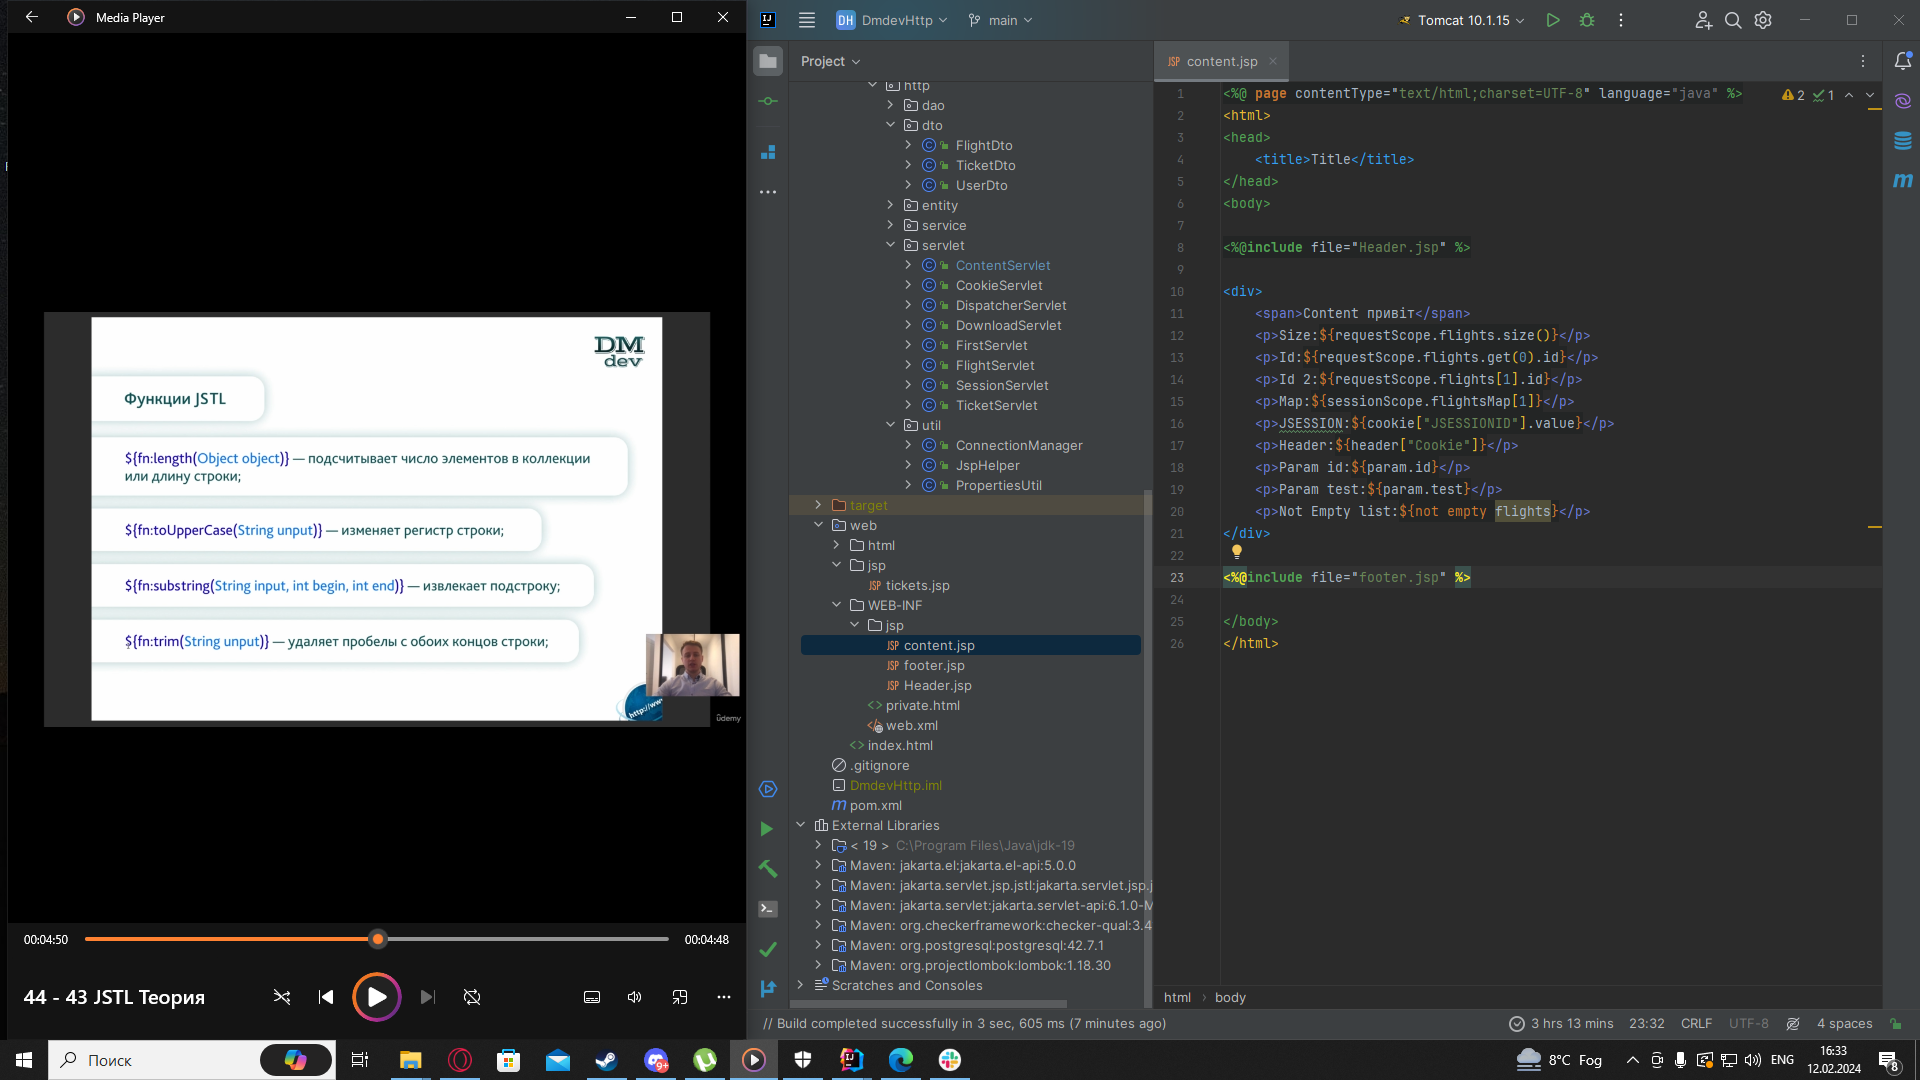 Media Player
DM
dev
Функции JSTL
${fn:length(Object object)} — подсчитывает число элементов в коллекции
или длину строки;
${fn:toUpperCase(String unput)} — изменяет регистр строки;
${fn:substring(String input, int begin, int end)} — извлекает подстроку;
${fn:trim(String unput)} — удаляет пробелы с обоих концов строки;
http://ww
ûdemy
00:04:50
00:04:48
44 - 43 JSTL Теория
DH DmdevHttp
main
Tomcat 10.1.15
Project
http
dao
dto
FlightDto
TicketDto
UserDto
entity
service
servlet
ContentServlet
CookieServlet
DispatcherServlet
DownloadServlet
FirstServlet
FlightServlet
SessionServlet
TicketServlet
util
ConnectionManager
JspHelper
PropertiesUtil
target
web
html
jsp
JSP tickets.jsp
WEB-INF
jsp
JSP content.jsp
JSP footer.jsp
JSP Header.jsp
private.html
web.xml
index.html
.gitignore
DmdevHttp.iml
m pom.xml
External Libraries
< 19 > C:\Program Files\Java\jdk-19
Maven: jakarta.el:jakarta.el-api:5.0.0
Maven: jakarta.servlet.jsp.jstl:jakarta.servlet.jsp.j
Maven: jakarta.servlet:jakarta.servlet-api:6.1.0-M
Maven: org.checkerframework:checker-qual:3.4
Maven: org.postgresql:postgresql:42.7.1
Maven: org.projectlombok:lombok:1.18.30
Scratches and Consoles
JSP content.jsp
2 1
1 <%@ page contentType="text/html;charset=UTF-8" language="java" %>
2 <html>
3 <head>
4 <title>Title</title>
5 </head>
6 <body>
7
8 <%@include file="Header.jsp" %>
9
10 <div>
11 <span>Content привіт</span>
12 <p>Size:${requestScope.flights.size()}</p>
13 <p>Id:${requestScope.flights.get(0).id}</p>
14 <p>Id 2:${requestScope.flights[1].id}</p>
15 <p>Map:${sessionScope.flightsMap[1]}</p>
16 <p>JSESSION:${cookie["JSESSIONID"].value}</p>
17 <p>Header:${header["Cookie"]}</p>
18 <p>Param id:${param.id}</p>
19 <p>Param test:${param.test}</p>
20 <p>Not Empty list:${not empty flights}</p>
21 </div>
22
23 <%@include file="footer.jsp" %>
24
25 </body>
26 </html>
m
html › body
// Build completed successfully in 3 sec, 605 ms (7 minutes ago)
3 hrs 13 mins 23:32 CRLF UTF-8 4 spaces
Поиск
9+
8°C Fog
ENG
16:33
12.02.2024
8